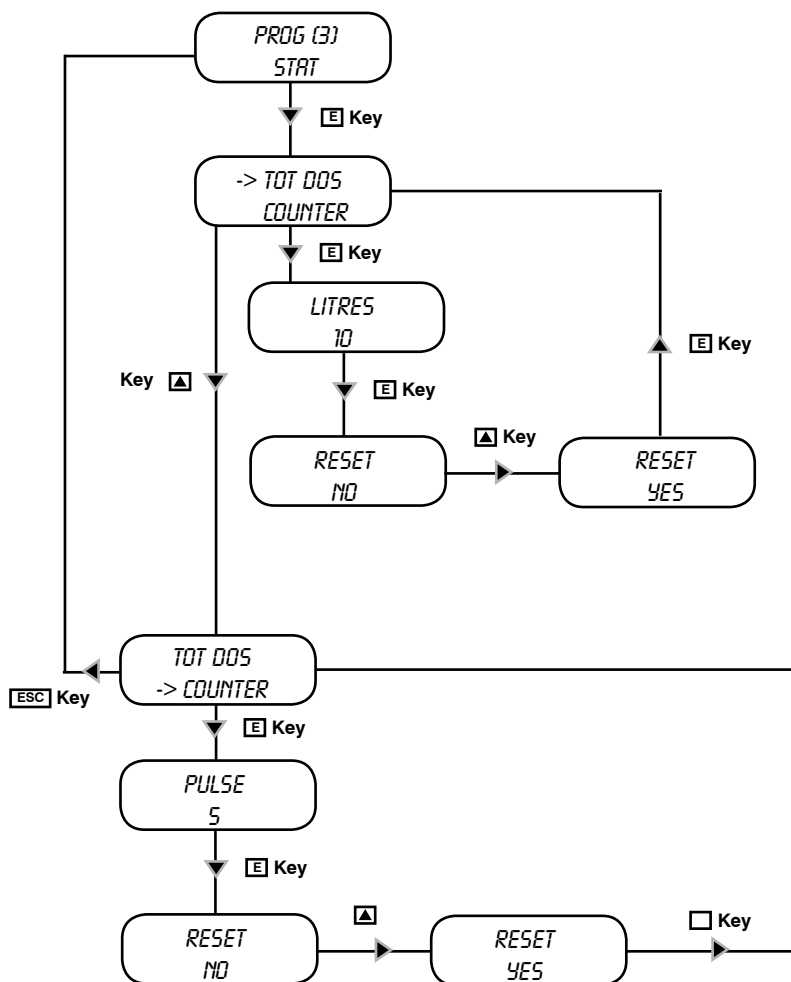 PROG (3)
STAT
E Key
-> TOT DOS
COUNTER
E Key
LITRES
10
E Key
Key ▲
E Key
▲ Key
RESET
NO
RESET
YES
TOT DOS
-> COUNTER
ESC Key
E Key
PULSE
5
E Key
▲
Key
RESET
NO
RESET
YES